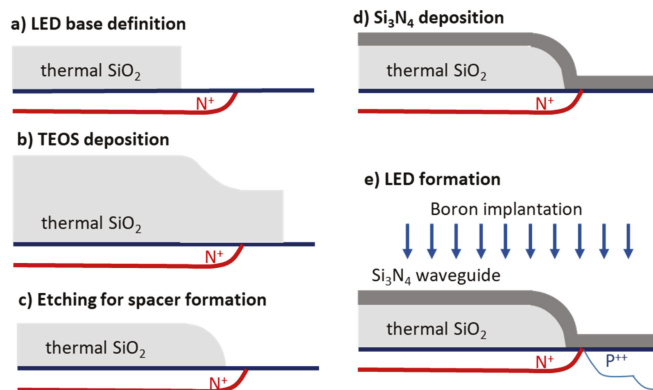 a) LED base definition
thermal SiO₂
N⁺
b) TEOS deposition
thermal SiO₂
N⁺
c) Etching for spacer formation
thermal SiO₂
N⁺
d) Si₃N₄ deposition
thermal SiO₂
N⁺
e) LED formation
Boron implantation
Si₃N₄ waveguide
thermal SiO₂
N⁺
P⁺⁺